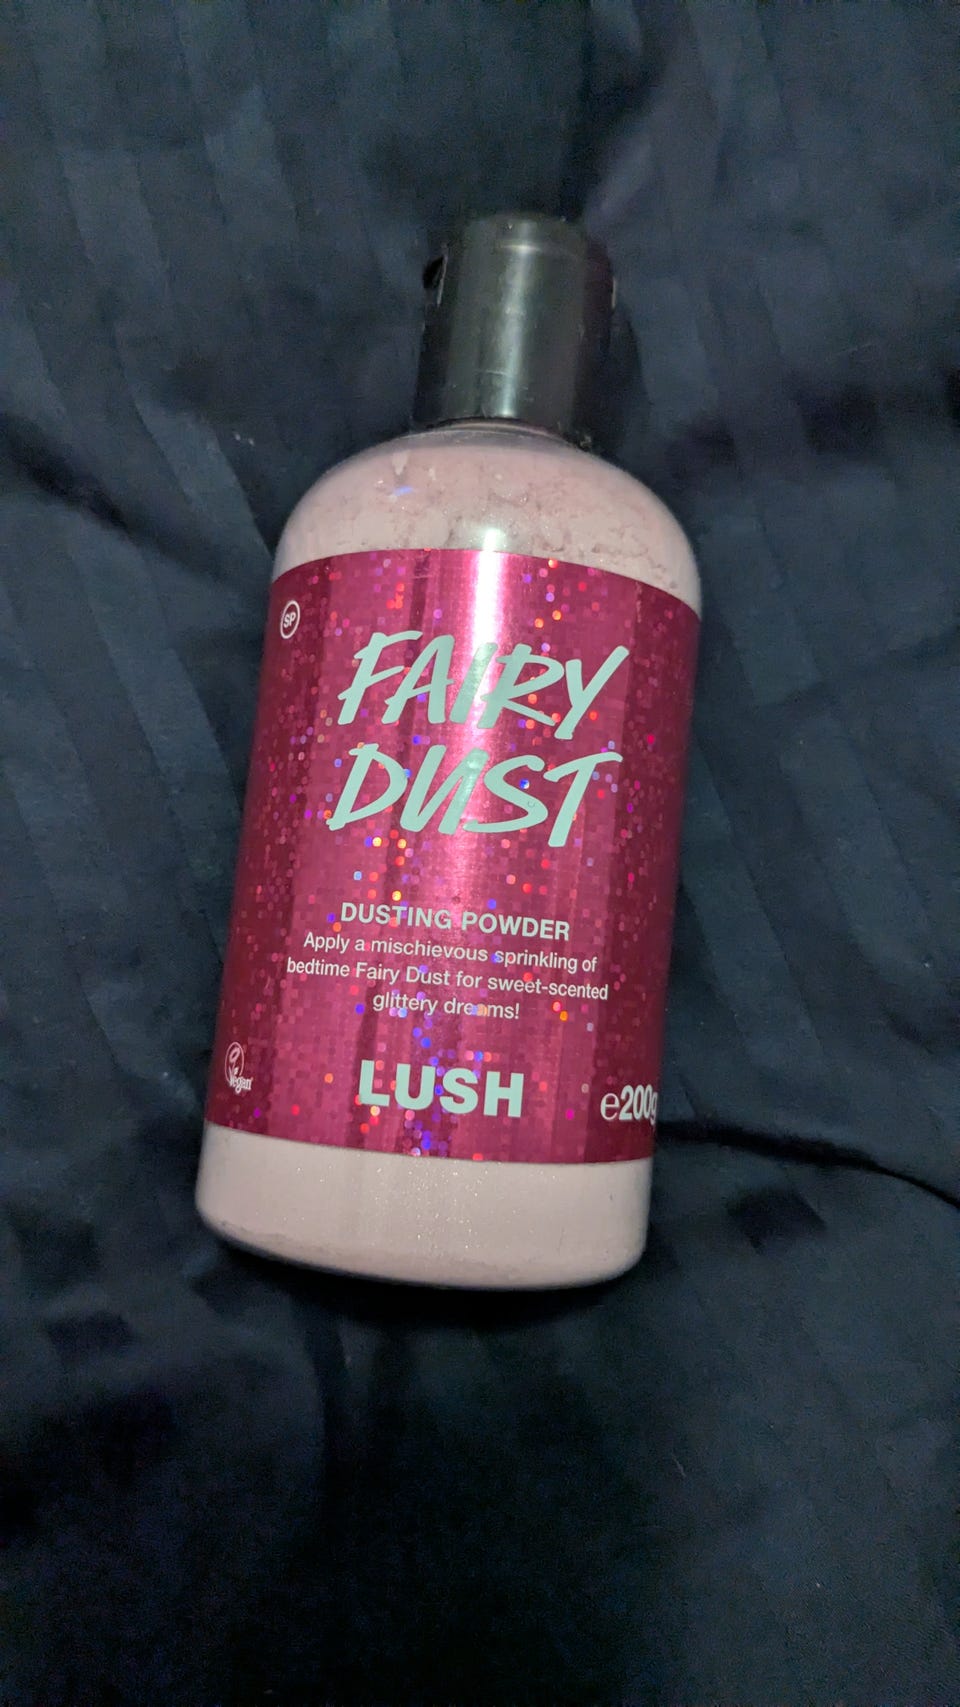 SP
FAIRY
DUST
DUSTING POWDER
Apply a mischievous sprinkling of
bedtime Fairy Dust for sweet-scented
glittery dreams!
Vegan
LUSH
℮200g